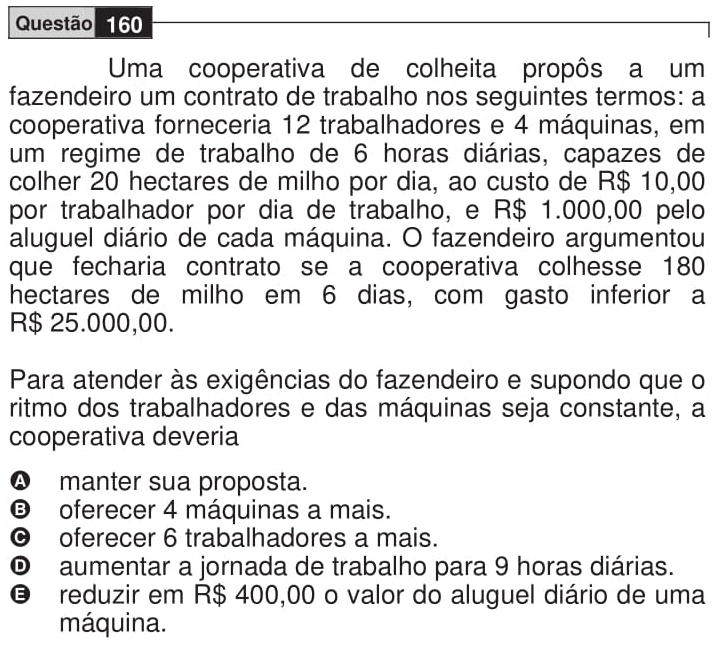 Questão 160
Uma cooperativa de colheita propôs a um
fazendeiro um contrato de trabalho nos seguintes termos: a
cooperativa forneceria 12 trabalhadores e 4 máquinas, em
um regime de trabalho de 6 horas diárias, capazes de
colher 20 hectares de milho por dia, ao custo de R$ 10,00
por trabalhador por dia de trabalho, e R$ 1.000,00 pelo
aluguel diário de cada máquina. O fazendeiro argumentou
que fecharia contrato se a cooperativa colhesse 180
hectares de milho em 6 dias, com gasto inferior a
R$ 25.000,00.
Para atender às exigências do fazendeiro e supondo que o
ritmo dos trabalhadores e das máquinas seja constante, a
cooperativa deveria
A manter sua proposta.
B oferecer 4 máquinas a mais.
C oferecer 6 trabalhadores a mais.
D aumentar a jornada de trabalho para 9 horas diárias.
E reduzir em R$ 400,00 o valor do aluguel diário de uma
máquina.